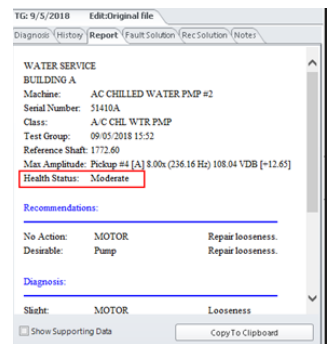 TG: 9/5/2018 Edit:Original file
Diagnosis History Report Fault Solution Rec Solution Notes
WATER SERVICE
BUILDING A
Machine: AC CHILLED WATER PMP #2
Serial Number: 51410A
Class: A/C CHL WTR PMP
Test Group: 09/05/2018 15:52
Reference Shaft: 1772.60
Max Amplitude: Pickup #4 [A] 8.00x (236.16 Hz) 108.04 VDB [+12.65]
Health Status: Moderate
Recommendations:
No Action: MOTOR Repair looseness.
Desirable: Pump Repair looseness.
Diagnosis:
Slight: MOTOR Looseness
Show Supporting Data Copy To Clipboard